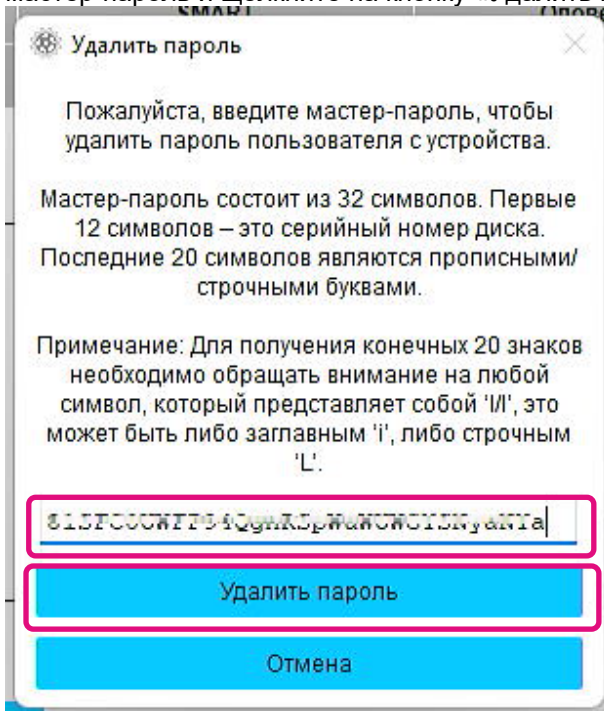 SMART
Удалить пароль
Пожалуйста, введите мастер-пароль, чтобы
удалить пароль пользователя с устройства.
Мастер-пароль состоит из 32 символов. Первые
12 символов – это серийный номер диска.
Последние 20 символов являются прописными/
строчными буквами.
Примечание: Для получения конечных 20 знаков
необходимо обращать внимание на любой
символ, который представляет собой 'I/l', это
может быть либо заглавным 'i', либо строчным
'L'.
Удалить пароль
Отмена